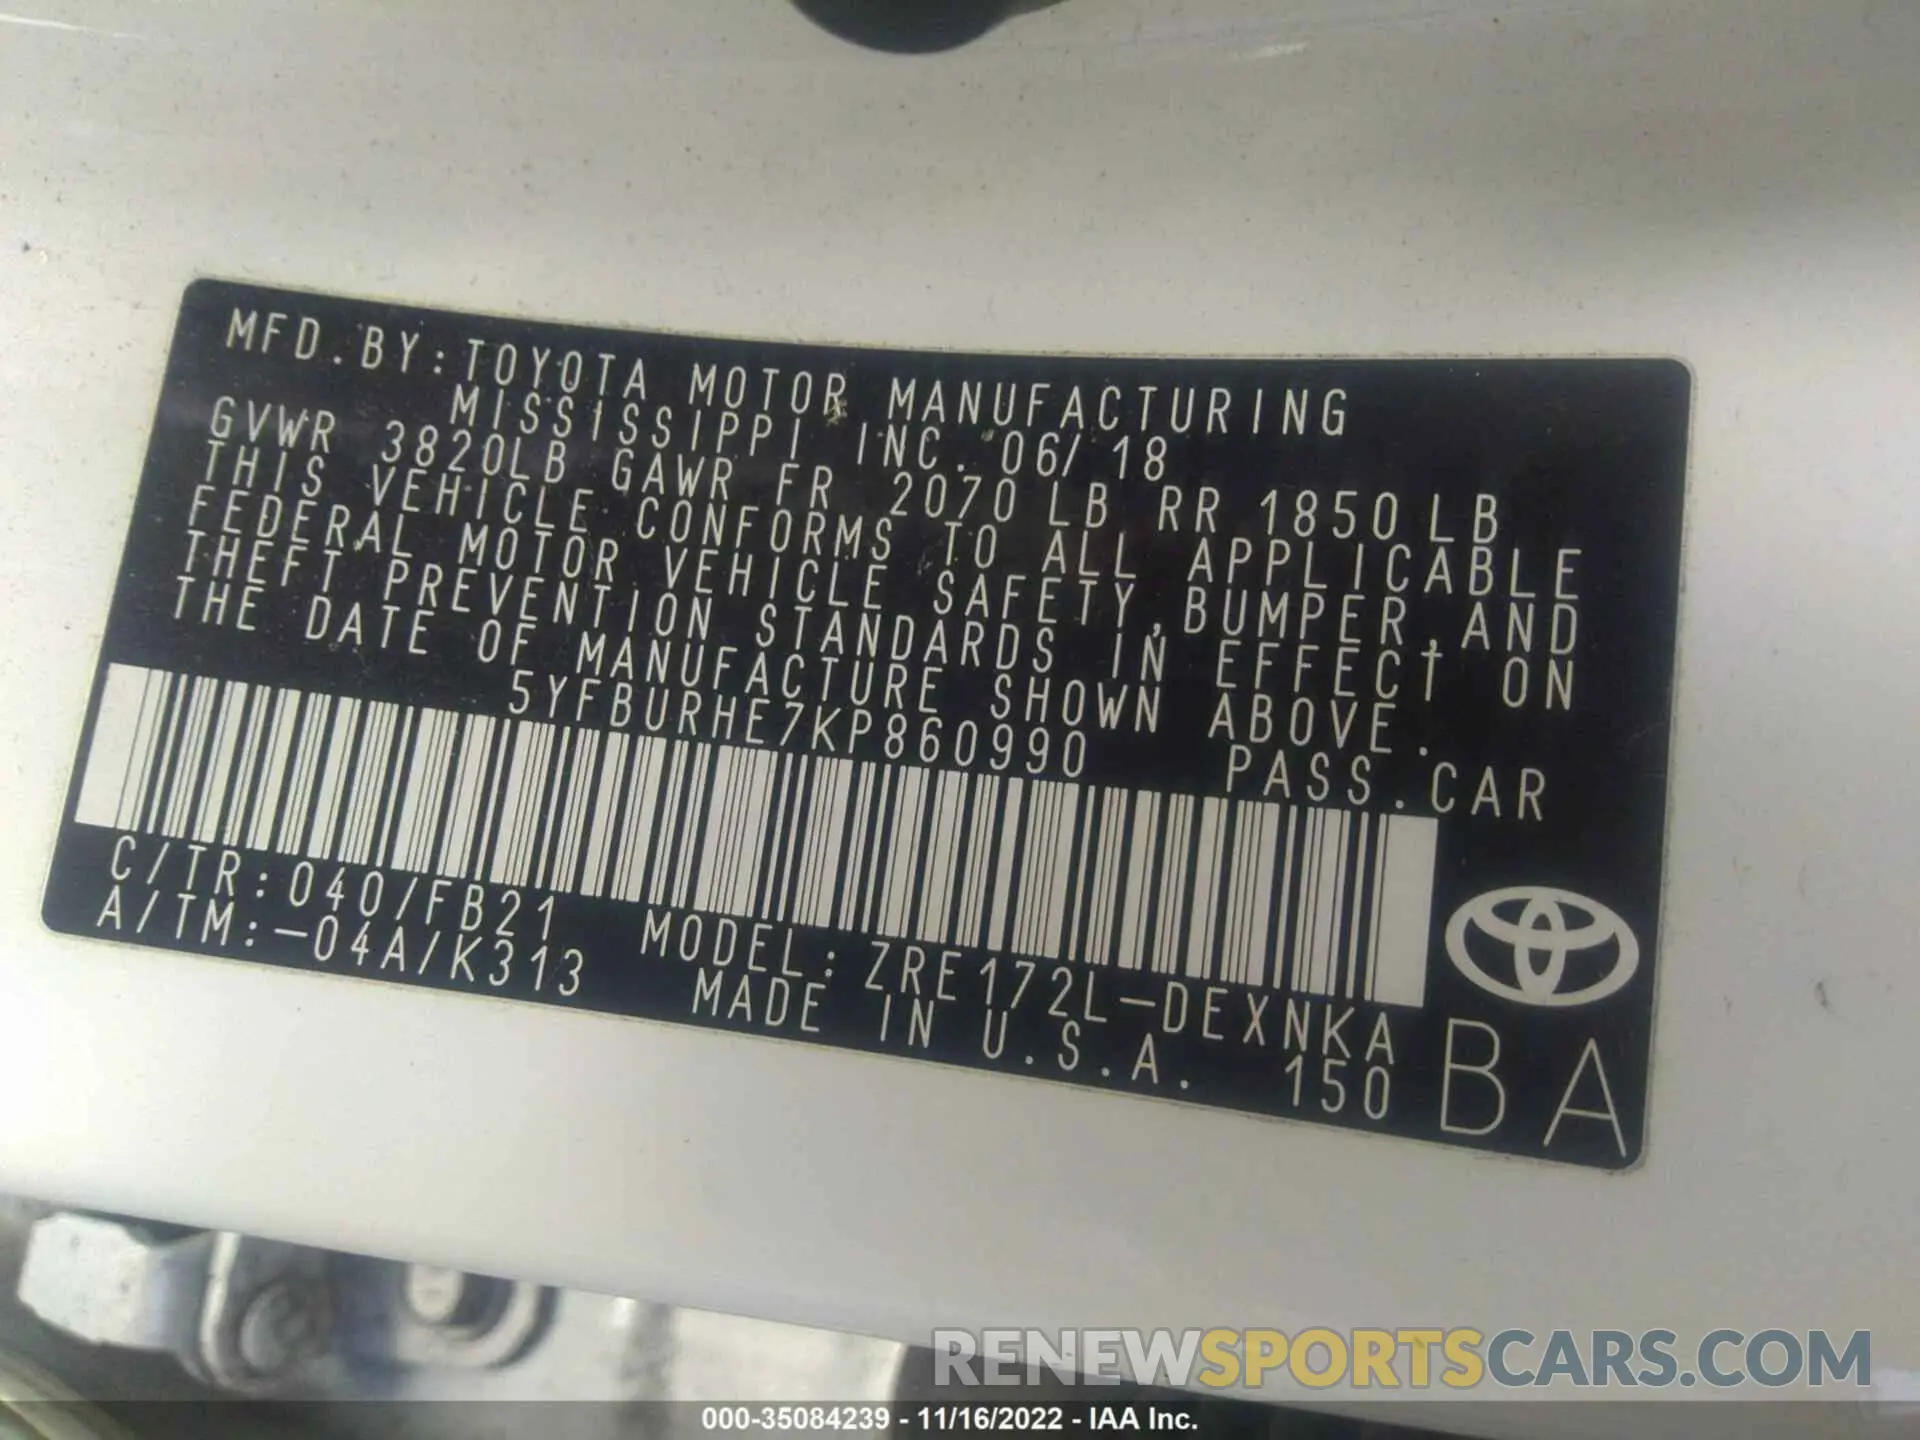 MFD.BY:TOYOTA MOTOR MANUFACTURING
MISSISSIPPI INC. 06/18
GVWR 3820LB GAWR FR 2070LB RR 1850LB
THIS VEHICLE CONFORMS TO ALL APPLICABLE
FEDERAL MOTOR VEHICLE SAFETY,BUMPER,AND
THEFT PREVENTION STANDARDS IN EFFECT ON
THE DATE OF MANUFACTURE SHOWN ABOVE.
5YFBURHE7KP860990 PASS.CAR
C/TR:040/FB21 MODEL:ZRE172L-DEXNKA
A/TM:-04A/K313 MADE IN U.S.A. 150
BA
RENEWSPORTSCARS.COM
000-35084239 - 11/16/2022 - IAA Inc.